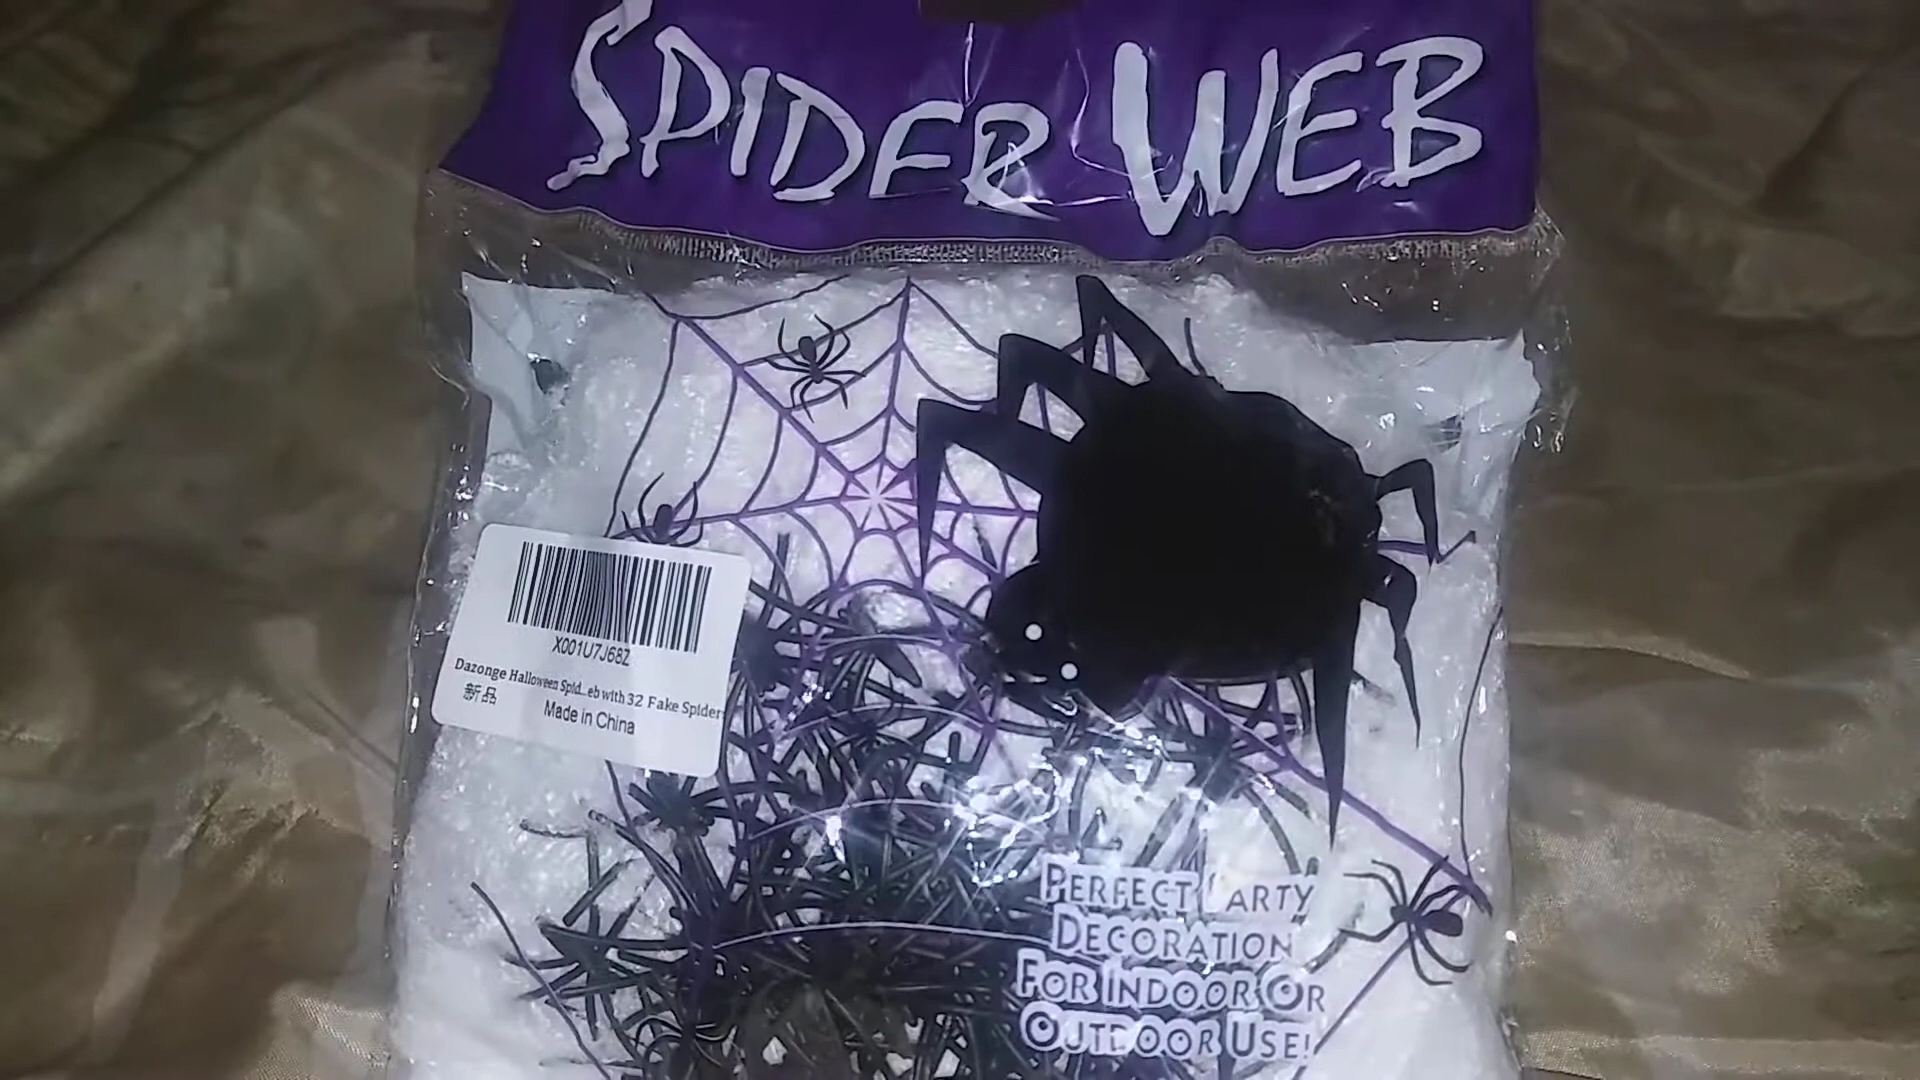 SPIDER WEB
X001U7J68Z
Dazonge Halloween Spid...eb with 32 Fake Spiders
新品
Made in China
PERFECT PARTY
DECORATION
FOR INDOOR OR
OUTDOOR USE!